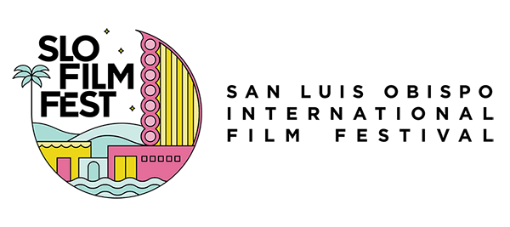 SLO
FILM
FEST
SAN LUIS OBISPO
INTERNATIONAL
FILM FESTIVAL